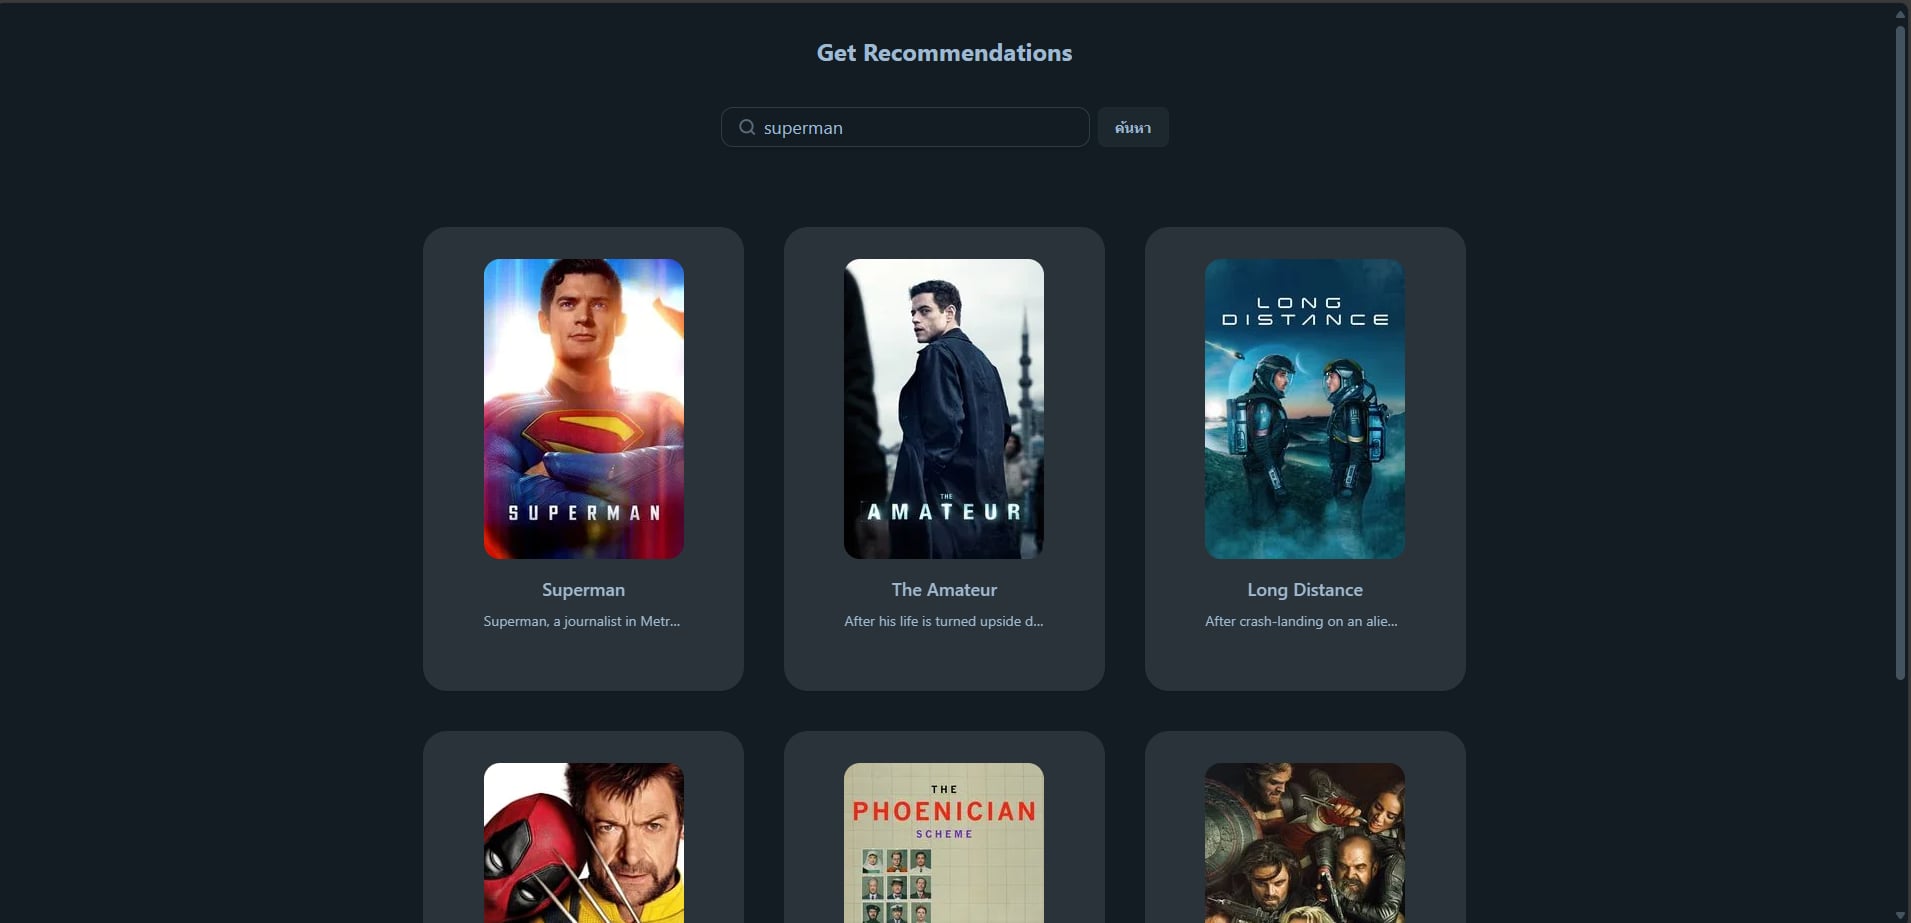 Get Recommendations
superman
ค้นหา
SUPERMAN
THE
AMATEUR
LONG
DISTANCE
Superman
The Amateur
Long Distance
Superman, a journalist in Metr...
After his life is turned upside d...
After crash-landing on an alie...
THE
PHOENICIAN
SCHEME